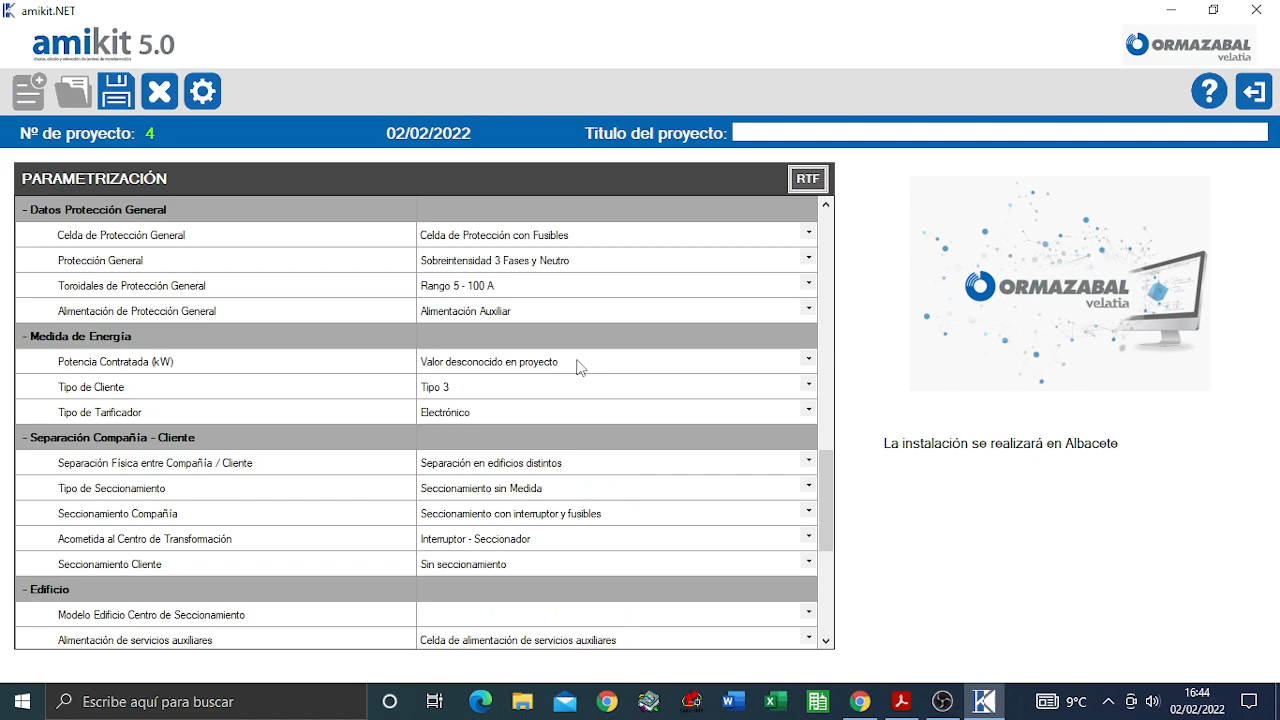 amikit.NET
amikit 5.0
ORMAZABAL
velatia
Nº de proyecto: 4 02/02/2022 Titulo del proyecto:
PARAMETRIZACIÓN RTF
- Datos Protección General
Celda de Protección General Celda de Protección con Fusibles
Protección General Sobreintensidad 3 Fases y Neutro
Toroidales de Protección General Rango 5 - 100 A
Alimentación de Protección General Alimentación Auxiliar
- Medida de Energía
Potencia Contratada (kW) Valor desconocido en proyecto
Tipo de Cliente Tipo 3
Tipo de Tarificador Electrónico
- Separación Compañía - Cliente
Separación Física entre Compañía / Cliente Separación en edificios distintos
Tipo de Seccionamiento Seccionamiento sin Medida
Seccionamiento Compañía Seccionamiento con interruptor y fusibles
Acometida al Centro de Transformación Interruptor - Seccionador
Seccionamiento Cliente Sin seccionamiento
- Edificio
Modelo Edificio Centro de Seccionamiento
Alimentación de servicios auxiliares Celda de alimentación de servicios auxiliares
ORMAZABAL
velatia
La instalación se realizará en Albacete
Escribe aquí para buscar
9°C
16:44
02/02/2022